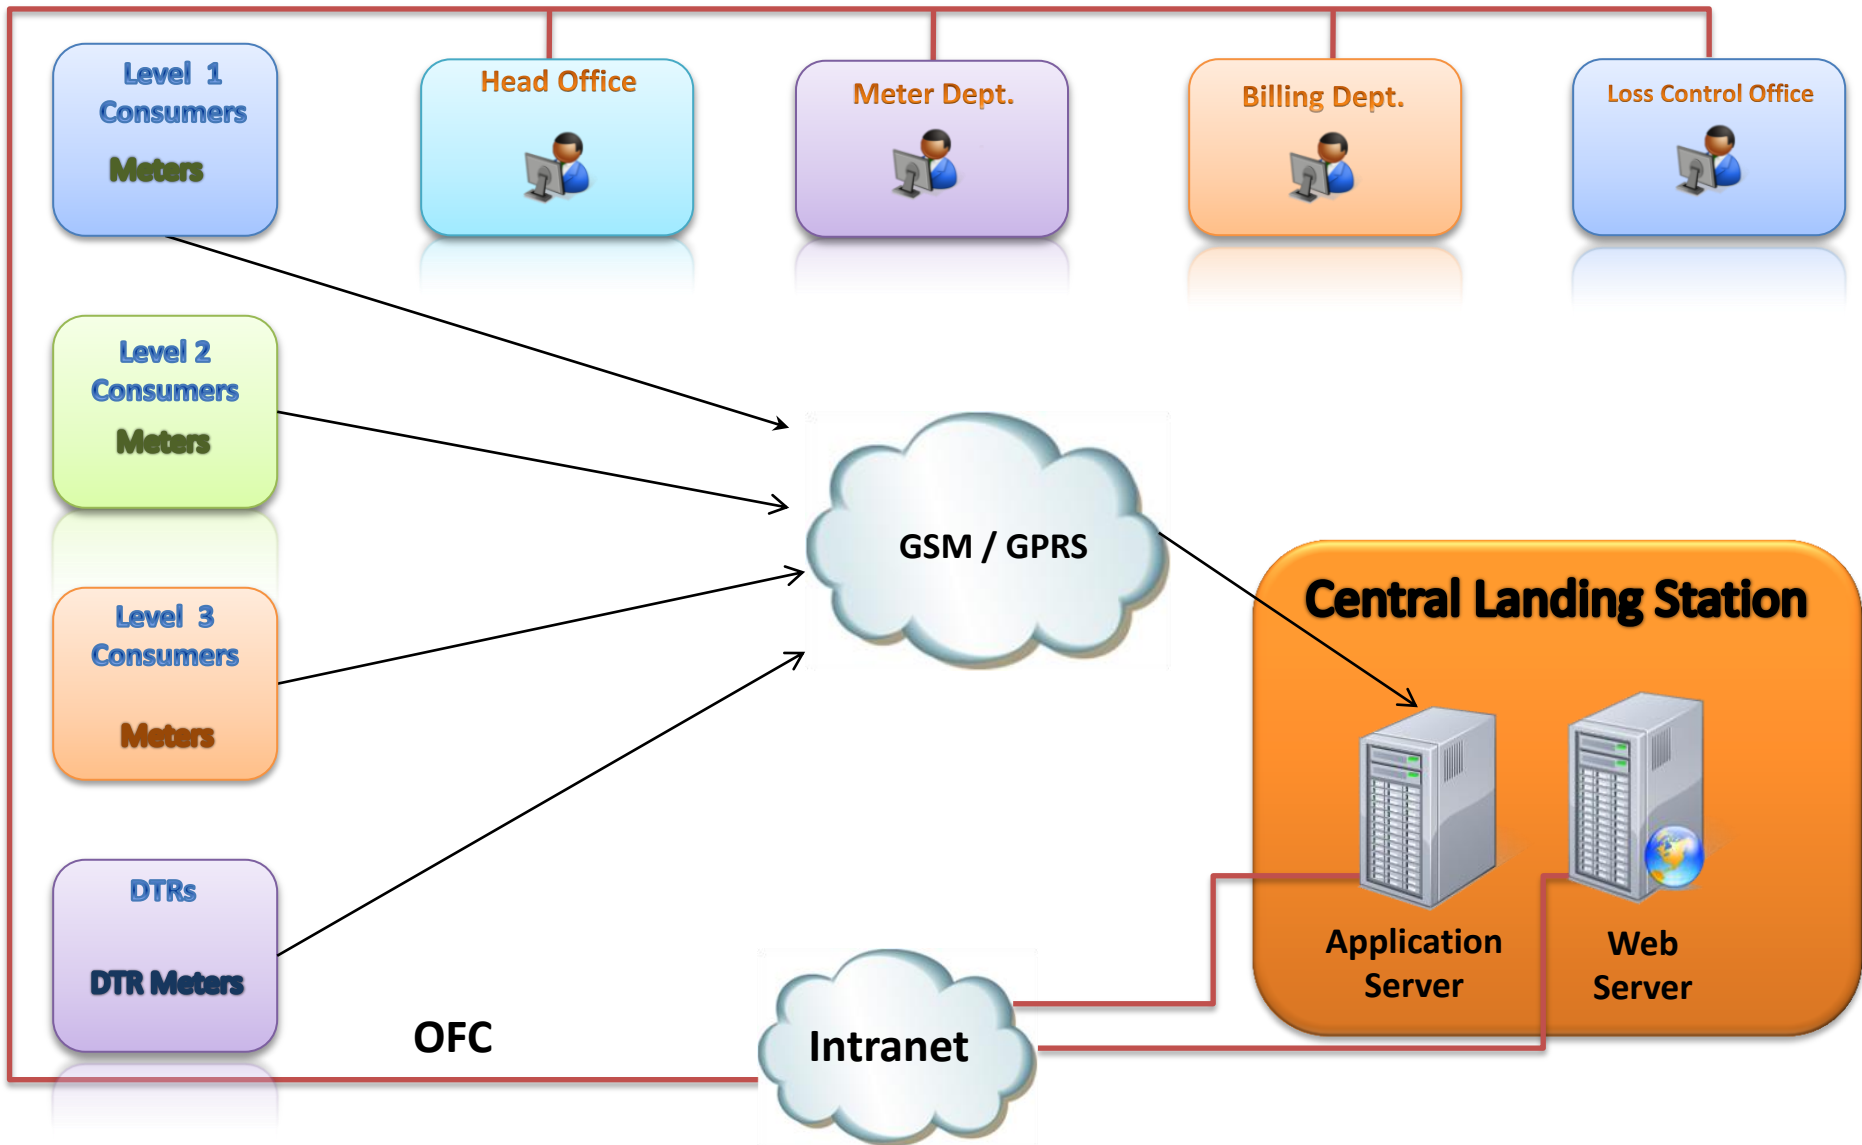 Level 1
Consumers
Meters
Head Office
Meter Dept.
Billing Dept.
Loss Control Office
Level 2
Consumers
Meters
GSM / GPRS
Level 3
Consumers
Meters
Central Landing Station
DTRs
DTR Meters
Application
Server
Web
Server
OFC
Intranet